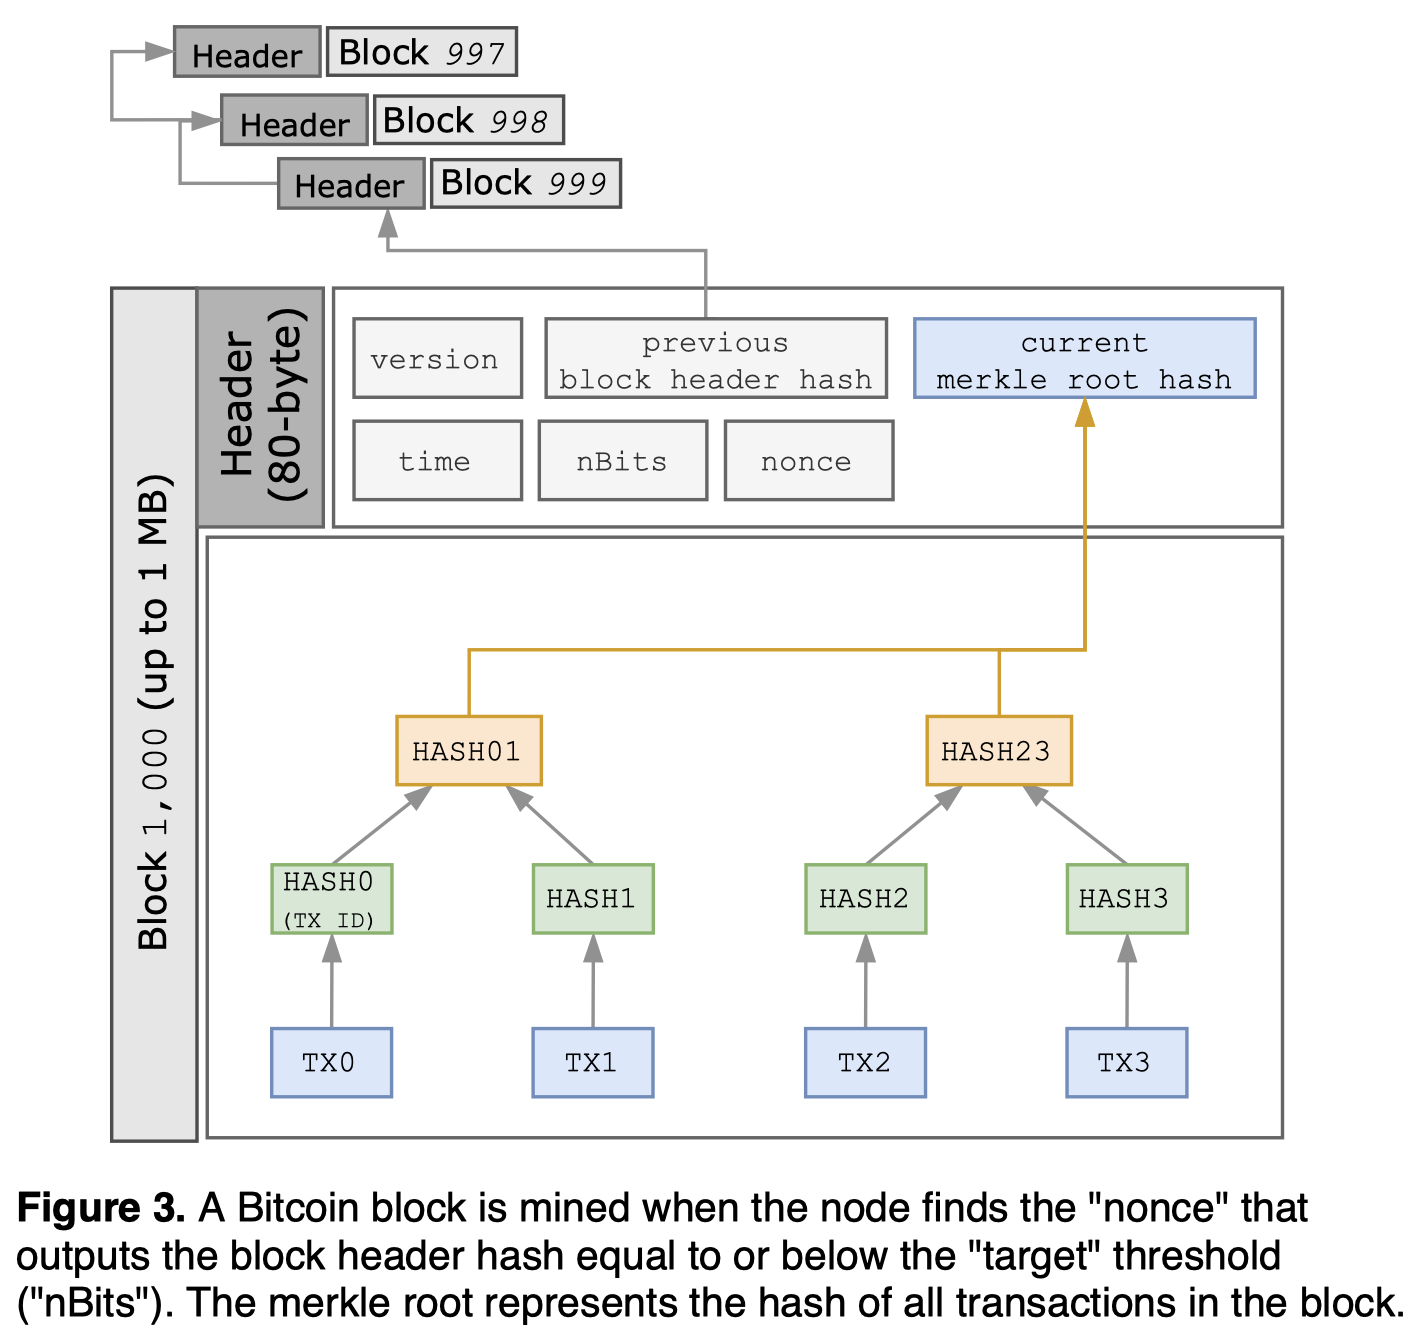 Header Block 997
Header Block 998
Header Block 999
Block 1,000 (up to 1 MB)
Header
(80-byte)
version
previous
block header hash
current
merkle root hash
time
nBits
nonce
HASH01
HASH23
HASH0
(TX ID)
HASH1
HASH2
HASH3
TX0
TX1
TX2
TX3
Figure 3. A Bitcoin block is mined when the node finds the "nonce" that
outputs the block header hash equal to or below the "target" threshold
("nBits"). The merkle root represents the hash of all transactions in the block.